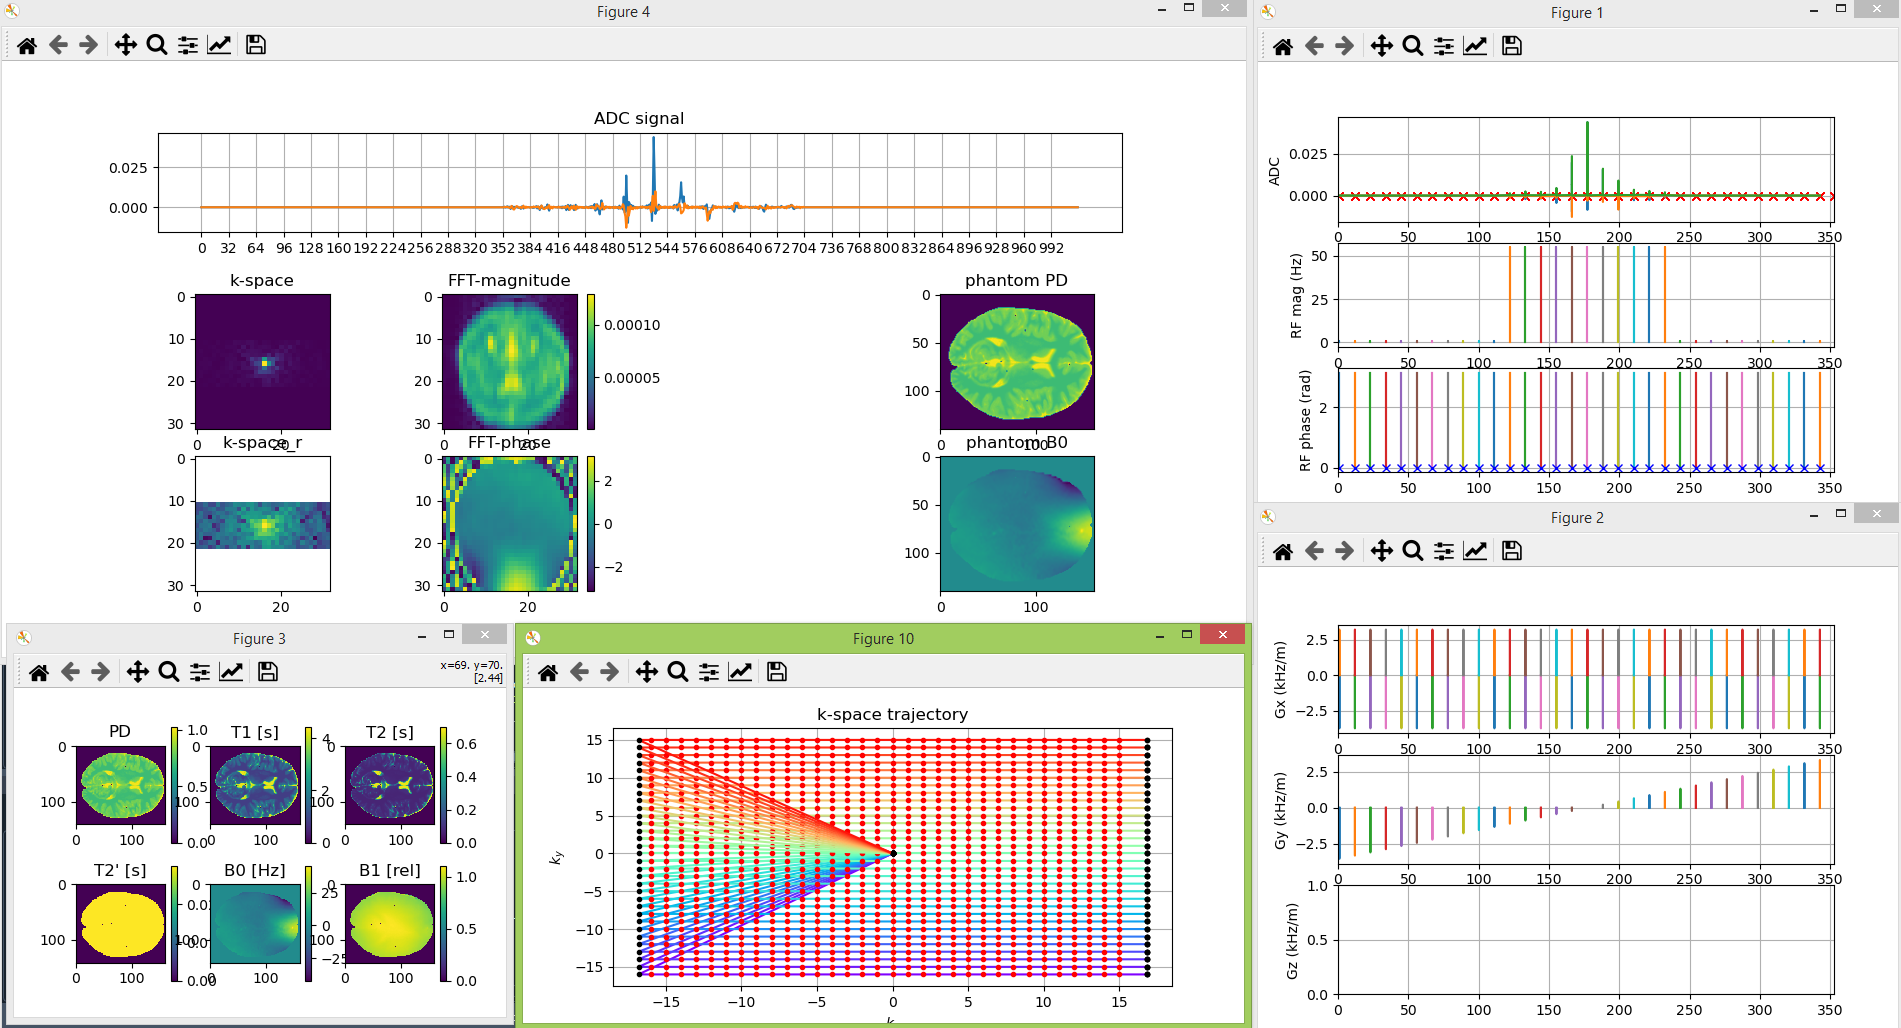 Figure 4
ADC signal
0.025
0.000
0 32 64 96 128 160 192 224 256 288 320 352 384 416 448 480 512 544 576 608 640 672 704 736 768 800 832 864 896 928 960 992
k-space
0
10
20
30
0 20
FFT-magnitude
0
10
20
30
0 20
0.00010
0.00005
phantom PD
0
50
100
0 100
k-space_r
0
10
20
30
0 20
FFT-phase
0
10
20
30
0 20
2
0
−2
phantom B0
0
50
100
0 100
Figure 1
ADC
0.025
0.000
0 50 100 150 200 250 300 350
RF mag (Hz)
50
25
0
0 50 100 150 200 250 300 350
RF phase (rad)
2
0
0 50 100 150 200 250 300 350
Figure 2
Gx (kHz/m)
2.5
0.0
−2.5
0 50 100 150 200 250 300 350
Gy (kHz/m)
2.5
0.0
−2.5
0 50 100 150 200 250 300 350
Gz (kHz/m)
1.0
0.5
0.0
0 50 100 150 200 250 300 350
Figure 3
x=69. y=70.
[2.44]
PD
0
100
0 100
1.0
0.5
0.0
T1 [s]
0
100
0 100
4
2
0
T2 [s]
0
100
0 100
0.6
0.4
0.2
0.0
T2' [s]
0
100
0 100
0.00
B0 [Hz]
0
100
0 100
25
0
B1 [rel]
0
100
0 100
1.0
0.5
0.0
Figure 10
k-space trajectory
ky
15
10
5
0
−5
−10
−15
−15 −10 −5 0 5 10 15